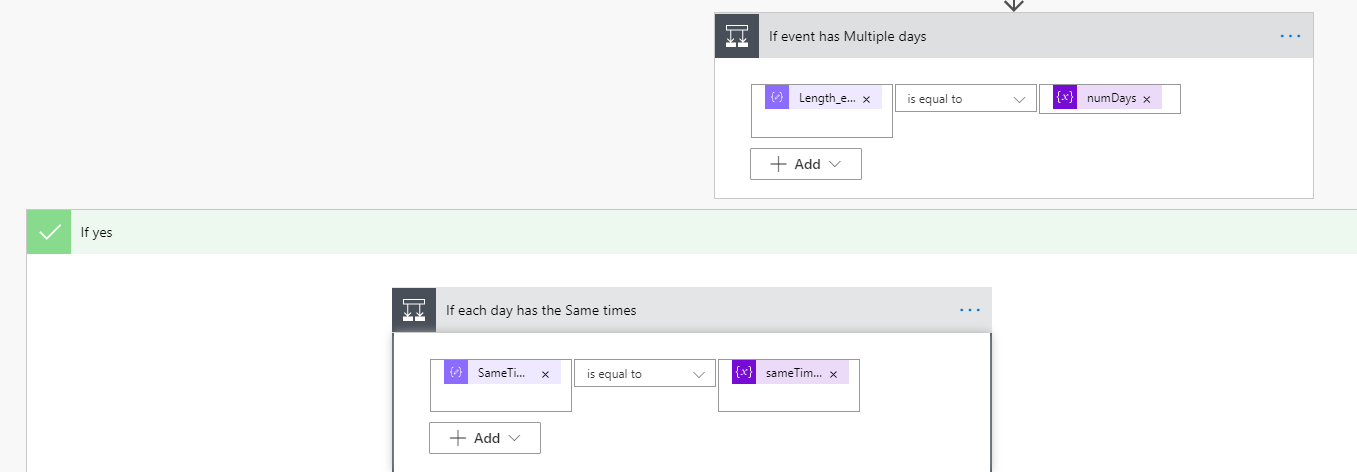 If event has Multiple days
Length_e... × is equal to {x} numDays ×
Add
If yes
If each day has the Same times
SameTi... × is equal to {x} sameTim... ×
Add